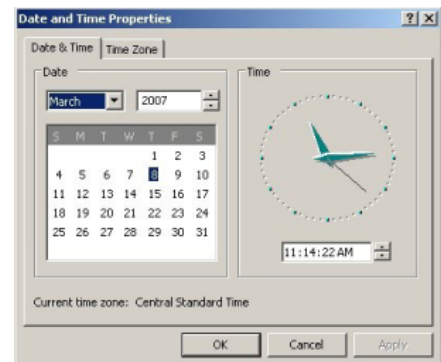 Date and Time Properties
Date & Time Time Zone
Date
Time
March 2007
S M T W T F S
1 2 3
4 5 6 7 8 9 10
11 12 13 14 15 16 17
18 19 20 21 22 23 24
25 26 27 28 29 30 31
11:14:22 AM
Current time zone: Central Standard Time
OK Cancel Apply